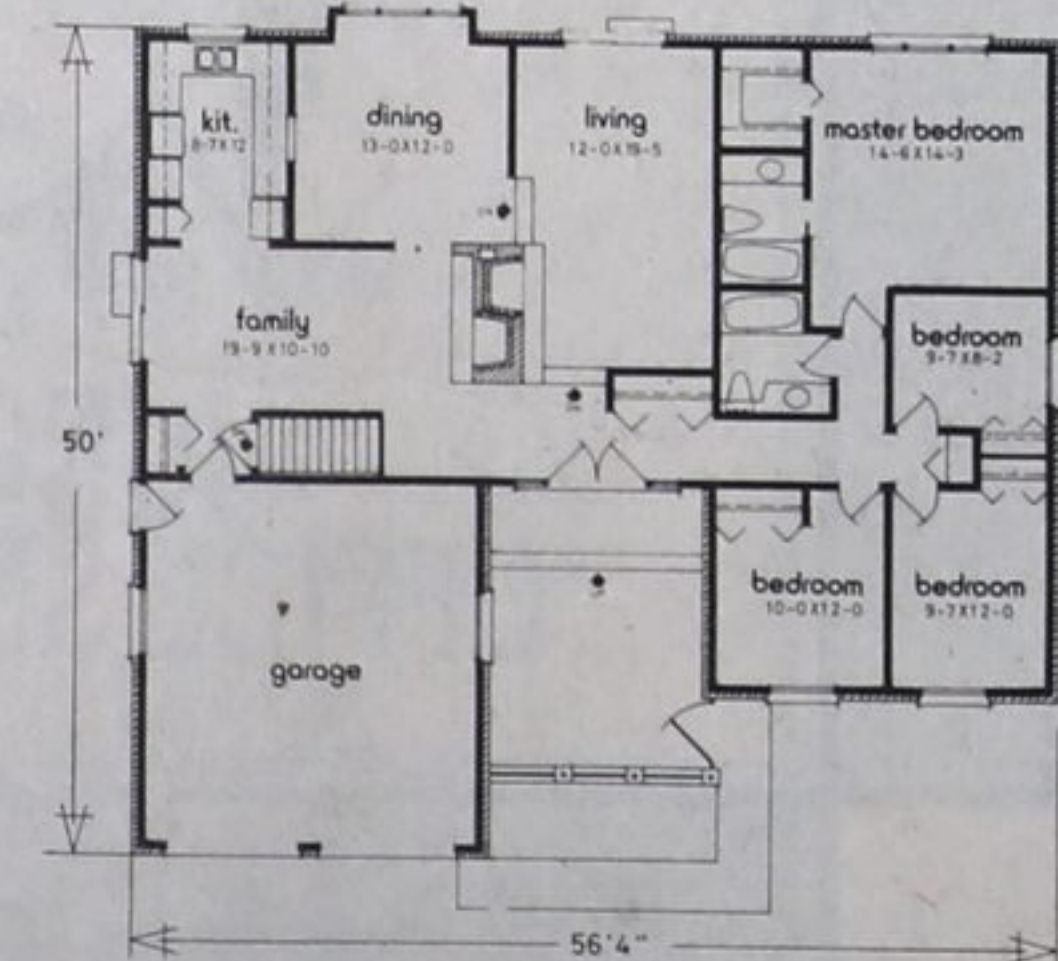 kit.
8-7X12
dining
13-0X12-0
living
12-0X19-5
master bedroom
14-6X14-3
family
19-9X10-10
bedroom
9-7X8-2
50'
bedroom
10-0X12-0
bedroom
9-7X12-0
garage
56'4"